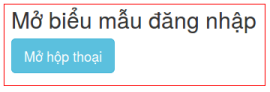 Mở biểu mẫu đăng nhập
Mở hộp thoại